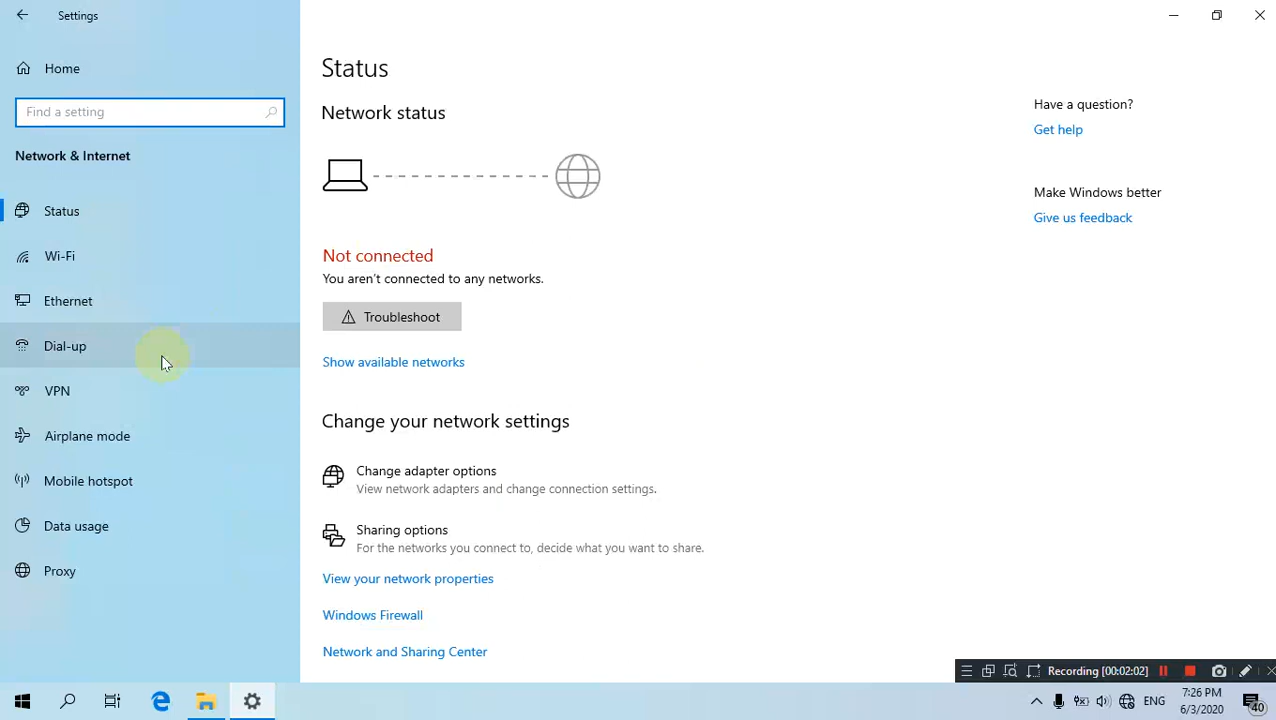 Settings
Home
Find a setting
Network & Internet
Status
Wi-Fi
Ethernet
Dial-up
VPN
Airplane mode
Mobile hotspot
Data usage
Proxy
Status
Network status
Not connected
You aren't connected to any networks.
Troubleshoot
Show available networks
Change your network settings
Change adapter options
View network adapters and change connection settings.
Sharing options
For the networks you connect to, decide what you want to share.
View your network properties
Windows Firewall
Network and Sharing Center
Have a question?
Get help
Make Windows better
Give us feedback
Recording [00:02:02]
ENG
7:26 PM
6/3/2020
40